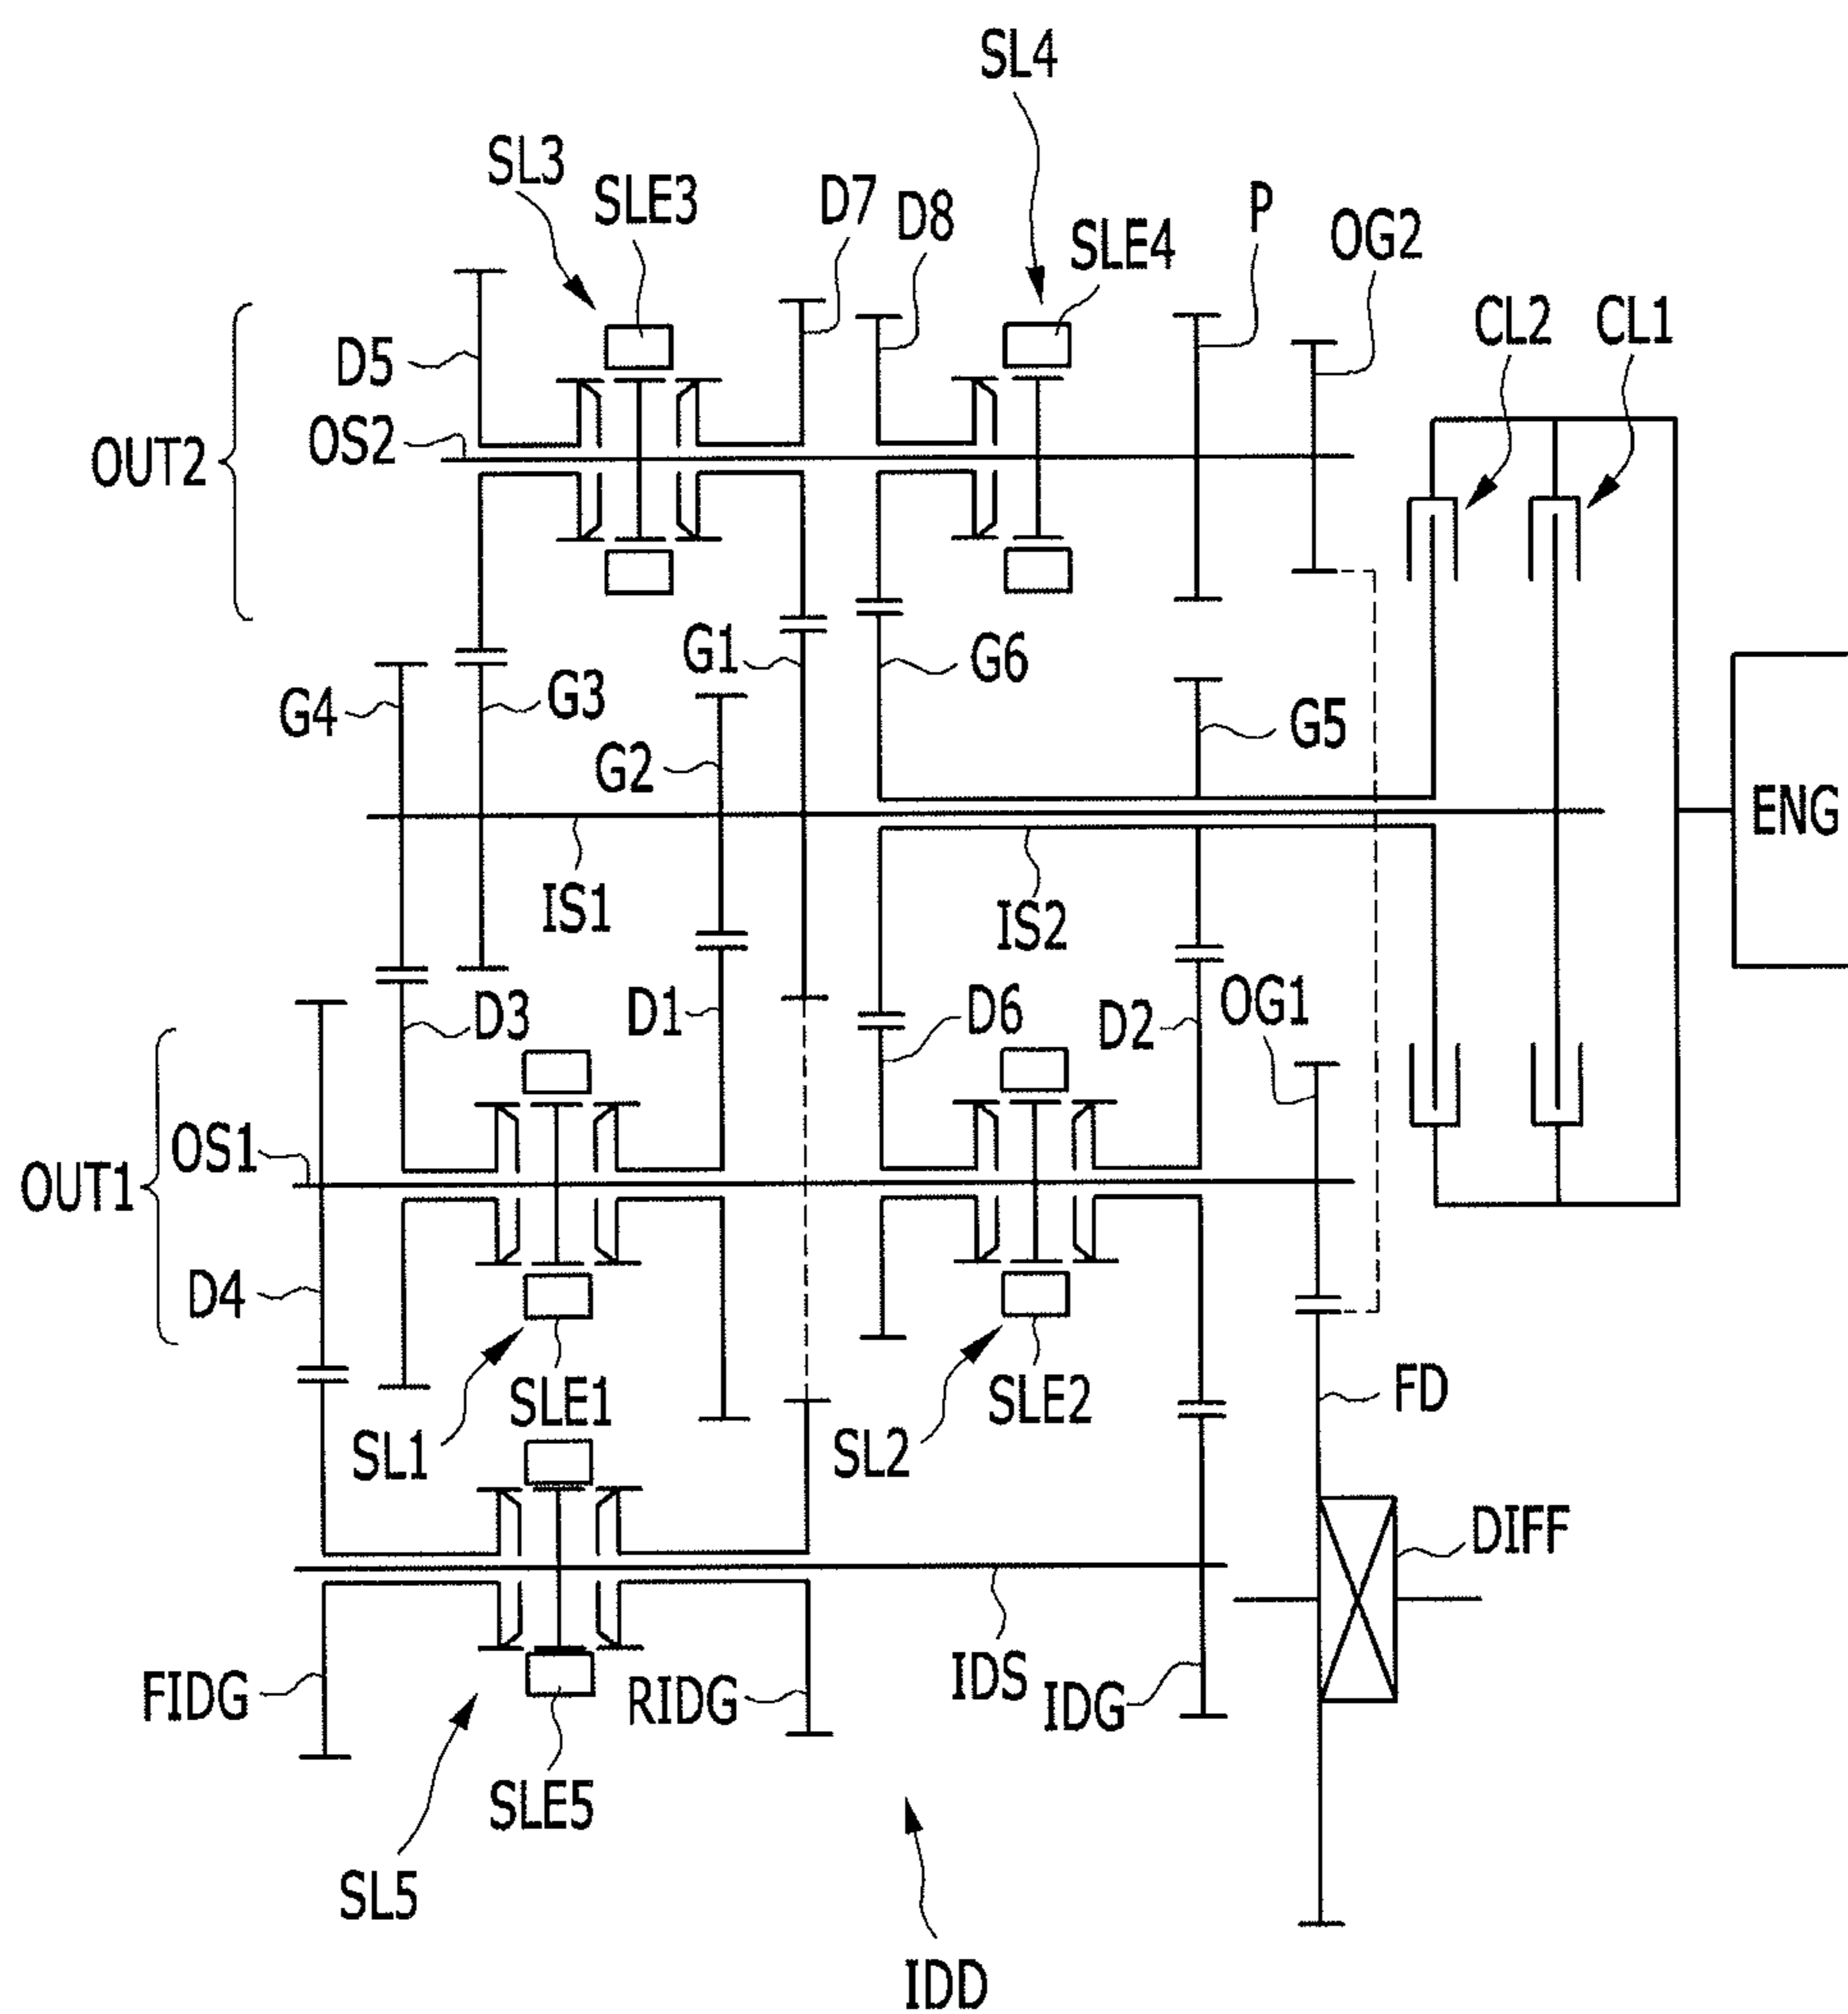 SL4
SL3
SLE3
D7
D8
P
SLE4
OG2
CL2
CL1
D5
OS2
OUT2
G1
G6
G4
G3
G5
G2
ENG
IS1
IS2
D3
D1
D6
D2
OG1
OS1
OUT1
D4
FD
SLE1
SLE2
SL1
SL2
DIFF
FIDG
RIDG
IDS
IDG
SLE5
SL5
IDD